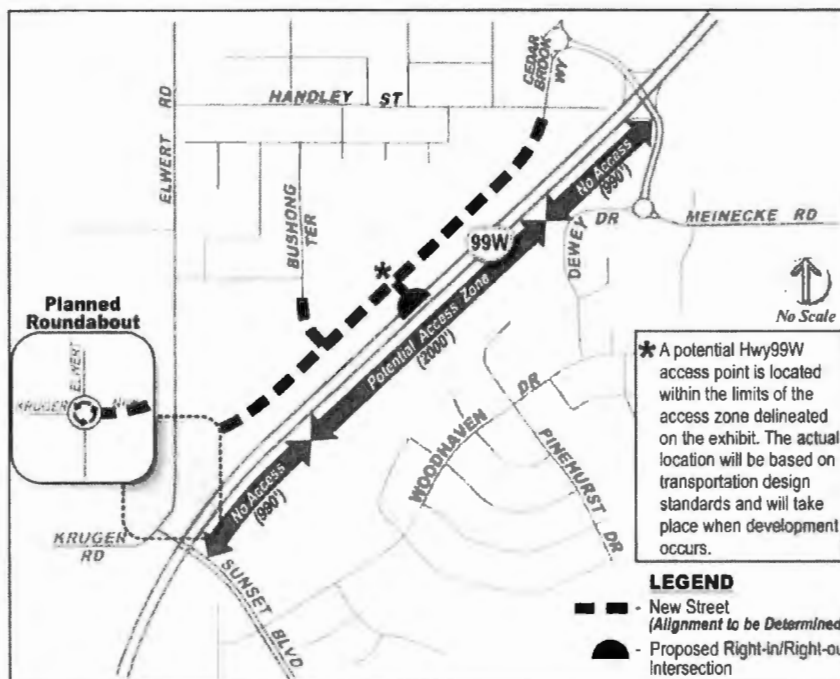 ELWERT RD
HANDLEY ST
CEDAR
BROOK
WY
BUSHONG
TER
No Access
(990')
99W
DEWEY
DR
MEINECKE RD
Potential Access Zone
(2000')
No Scale
Planned
Roundabout
ELWERT
KRUGER
New
No Access
(990')
KRUGER
RD
SUNSET BLVD
WOODHAVEN DR
PINEHURST DR
* A potential Hwy99W
access point is located
within the limits of the
access zone delineated
on the exhibit. The actual
location will be based on
transportation design
standards and will take
place when development
occurs.
LEGEND
- New Street
(Alignment to be Determined
- Proposed Right-in/Right-ou
Intersection